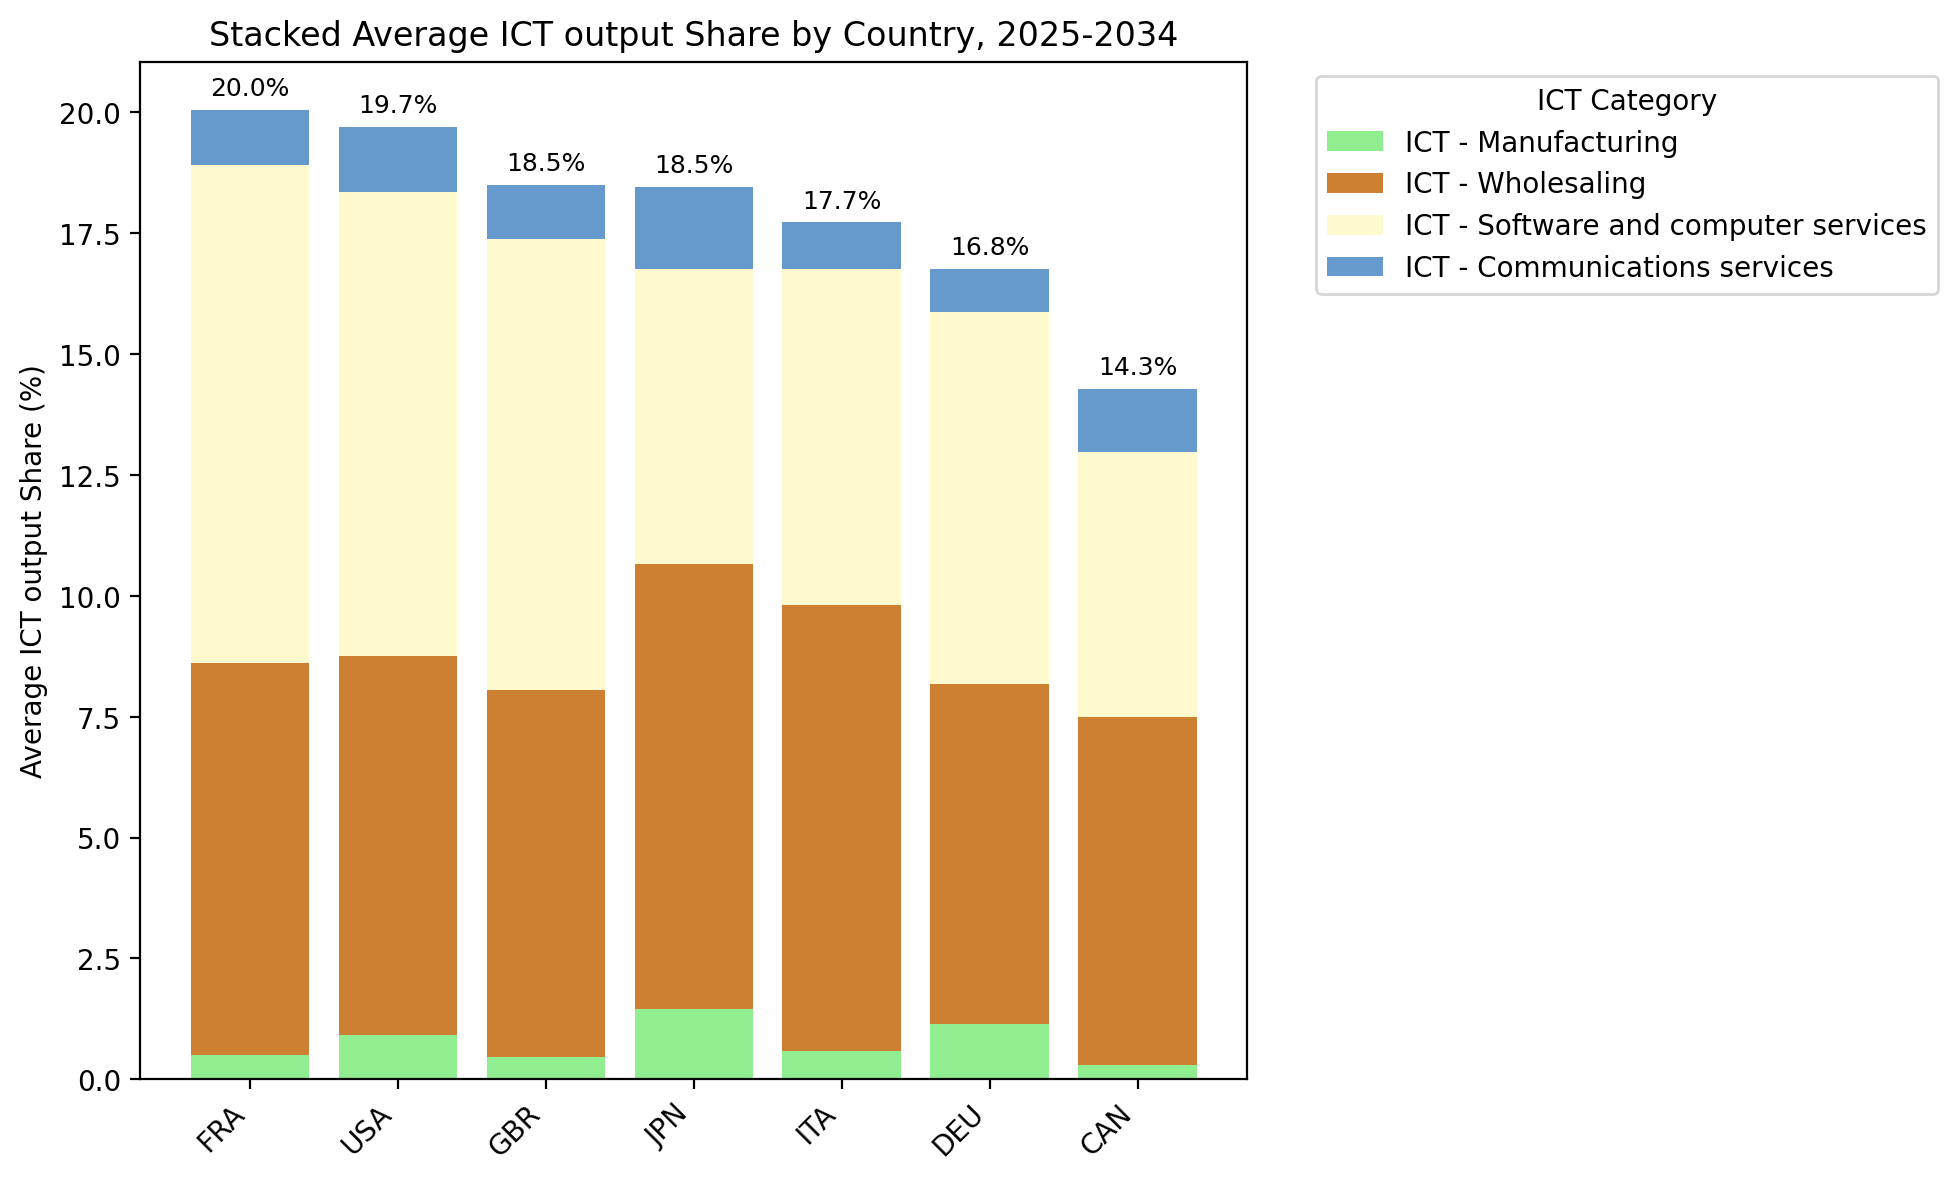 Stacked Average ICT output Share by Country, 2025-2034
Average ICT output Share (%)
20.0
17.5
15.0
12.5
10.0
7.5
5.0
2.5
0.0
20.0%
19.7%
18.5%
18.5%
17.7%
16.8%
14.3%
FRA
USA
GBR
JPN
ITA
DEU
CAN
ICT Category
ICT - Manufacturing
ICT - Wholesaling
ICT - Software and computer services
ICT - Communications services